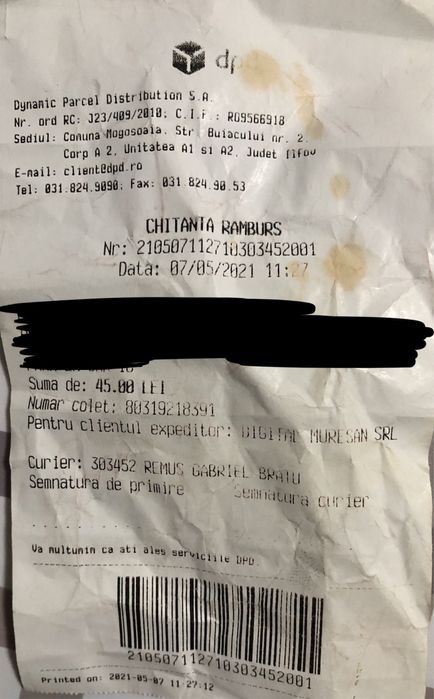 dpd
Dynamic Parcel Distribution S.A.
Nr. ord RC: J23/409/2010; C.I.F.: RO9566918
Sediul: Comuna Mogosoaia, Str. Buiacului nr. 2,
Corp A 2, Unitatea A1 si A2, Judet Ilfov
E-mail: client@dpd.ro
Tel: 031.824.9090; Fax: 031.824.90.53
CHITANTA RAMBURS
Nr: 210507112710303452001
Data: 07/05/2021 11:27
Suma de: 45.00 LEI
Numar colet: 80319218391
Pentru clientul expeditor: DIGITAL MURESAN SRL
Curier: 303452 REMUS GABRIEL BRATU
Semnatura de primire Semnatura curier
. . . . . . . . .
Va multumim ca ati ales serviciile DPD.
210507112710303452001
Printed on: 2021-05-07 11:27:12